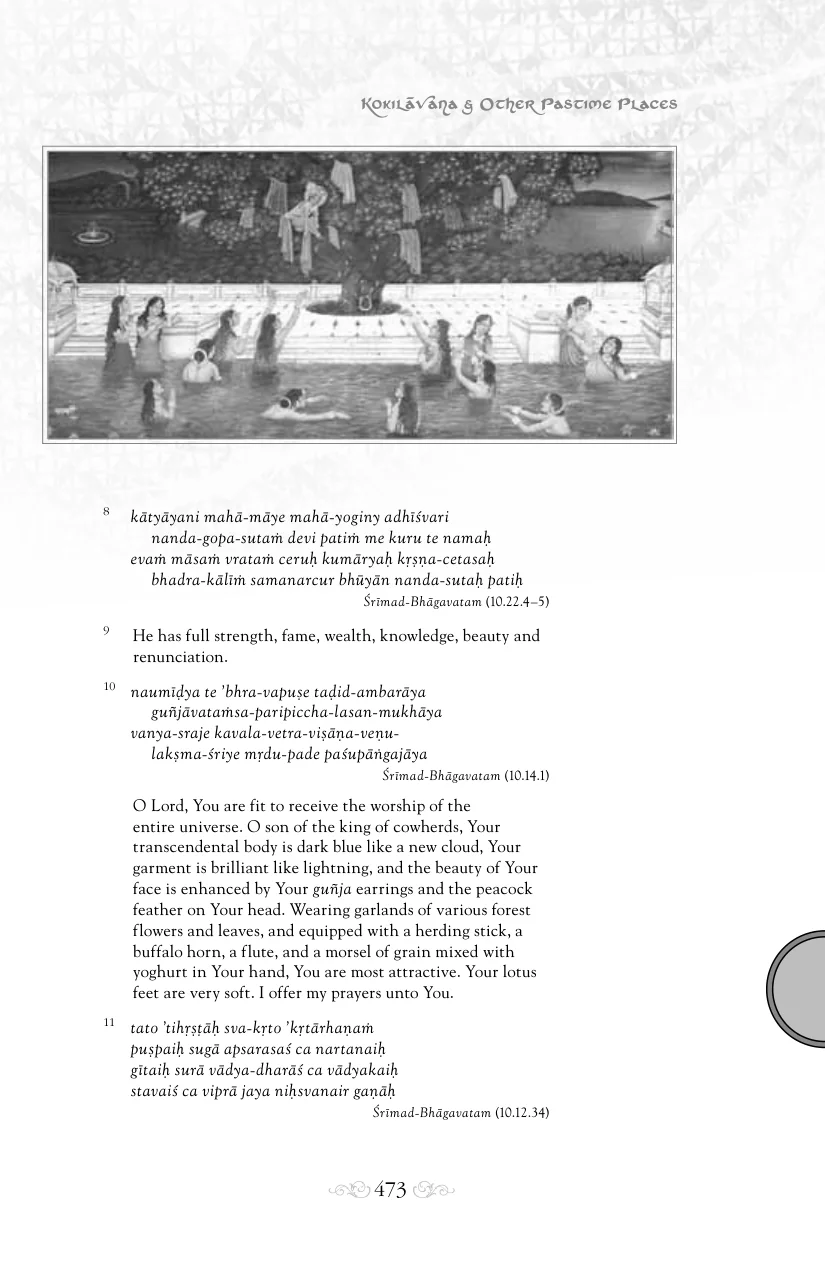 Kokilāvana & Other Pastime Places
8 kātyāyani mahā-māye mahā-yoginy adhīśvari
nanda-gopa-sutaṁ devi patiṁ me kuru te namaḥ
evaṁ māsaṁ vrataṁ ceruḥ kumāryaḥ kṛṣṇa-cetasaḥ
bhadra-kālīṁ samanarcur bhūyān nanda-sutaḥ patiḥ
Śrīmad-Bhāgavatam (10.22.4–5)
9 He has full strength, fame, wealth, knowledge, beauty and
renunciation.
10 naumīḍya te ’bhra-vapuṣe taḍid-ambarāya
guñjāvataṁsa-paripiccha-lasan-mukhāya
vanya-sraje kavala-vetra-viṣāṇa-veṇu-
lakṣma-śriye mṛdu-pade paśupāṅgajāya
Śrīmad-Bhāgavatam (10.14.1)
O Lord, You are fit to receive the worship of the
entire universe. O son of the king of cowherds, Your
transcendental body is dark blue like a new cloud, Your
garment is brilliant like lightning, and the beauty of Your
face is enhanced by Your guñja earrings and the peacock
feather on Your head. Wearing garlands of various forest
flowers and leaves, and equipped with a herding stick, a
buffalo horn, a flute, and a morsel of grain mixed with
yoghurt in Your hand, You are most attractive. Your lotus
feet are very soft. I offer my prayers unto You.
11 tato ’tihṛṣṭāḥ sva-kṛto ’kṛtārhaṇaṁ
puṣpaiḥ sugā apsarasaś ca nartanaiḥ
gītaiḥ surā vādya-dharāś ca vādyakaiḥ
stavaiś ca viprā jaya niḥsvanair gaṇāḥ
Śrīmad-Bhāgavatam (10.12.34)
473